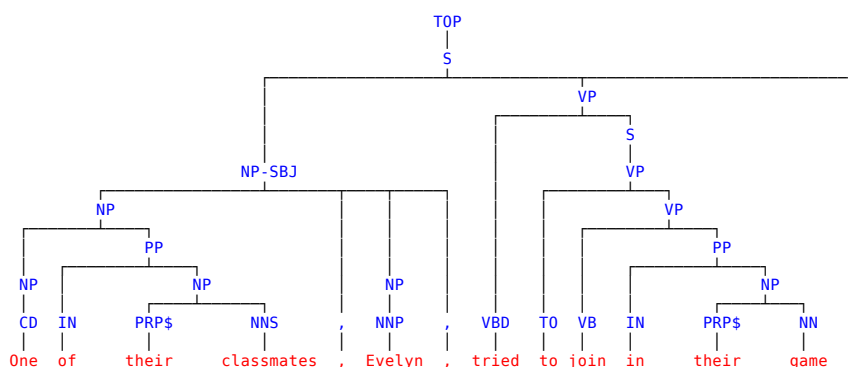 TOP
S
VP
S
NP-SBJ VP
NP VP
PP PP
NP NP NP NP
CD IN PRP$ NNS , NNP , VBD TO VB IN PRP$ NN
One of their classmates , Evelyn , tried to join in their game